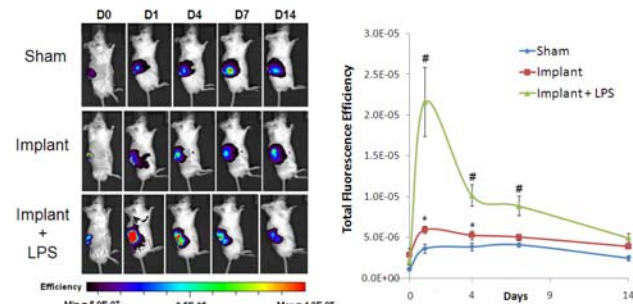 D0 D1 D4 D7 D14
Sham
Implant
Implant
+
LPS
Efficiency
3.0E-05
2.5E-05
2.0E-05
1.5E-05
1.0E-05
5.0E-06
0.0E+00
Total Fluorescence Efficiency
Sham
Implant
Implant + LPS
#
#
#
*
*
0 4 9 14
Days